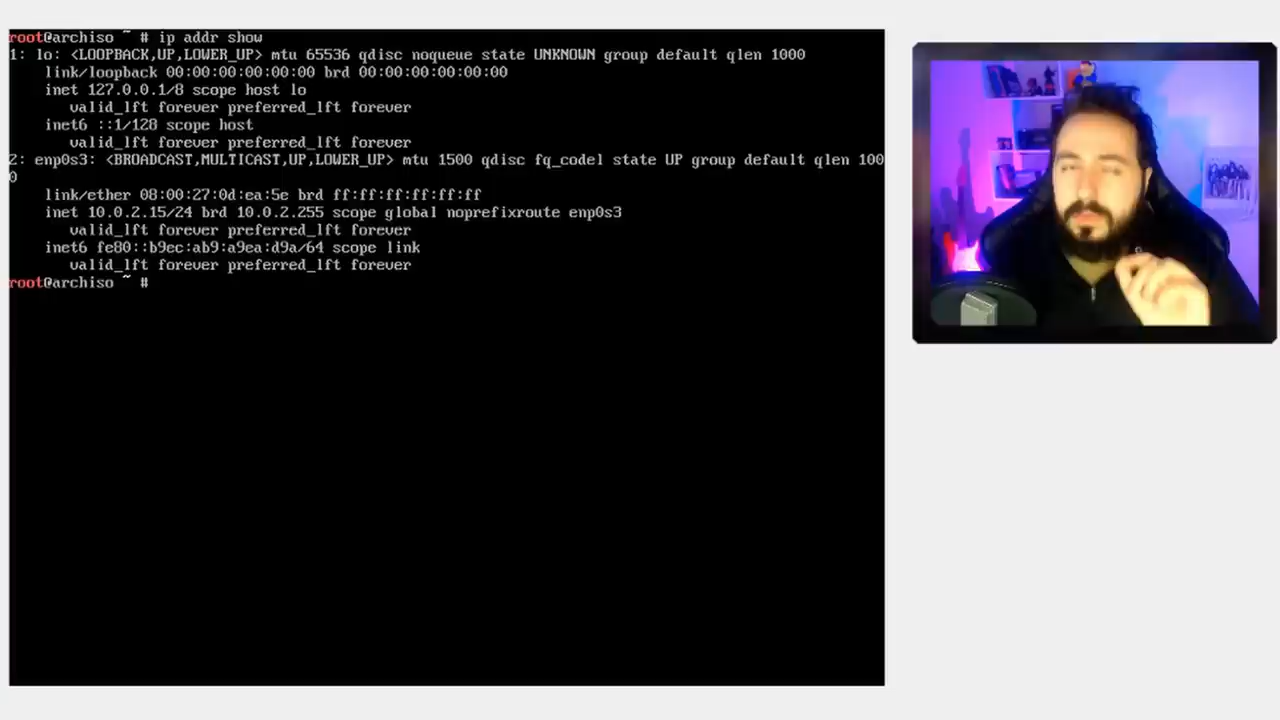 root@archiso ~ # ip addr show
1: lo: <LOOPBACK,UP,LOWER_UP> mtu 65536 qdisc noqueue state UNKNOWN group default qlen 1000
link/loopback 00:00:00:00:00:00 brd 00:00:00:00:00:00
inet 127.0.0.1/8 scope host lo
valid_lft forever preferred_lft forever
inet6 ::1/128 scope host
valid_lft forever preferred_lft forever
2: enp0s3: <BROADCAST,MULTICAST,UP,LOWER_UP> mtu 1500 qdisc fq_codel state UP group default qlen 100
0
link/ether 08:00:27:0d:ea:5e brd ff:ff:ff:ff:ff:ff
inet 10.0.2.15/24 brd 10.0.2.255 scope global noprefixroute enp0s3
valid_lft forever preferred_lft forever
inet6 fe80::b9ec:ab9:a9ea:d9a/64 scope link
valid_lft forever preferred_lft forever
root@archiso ~ #